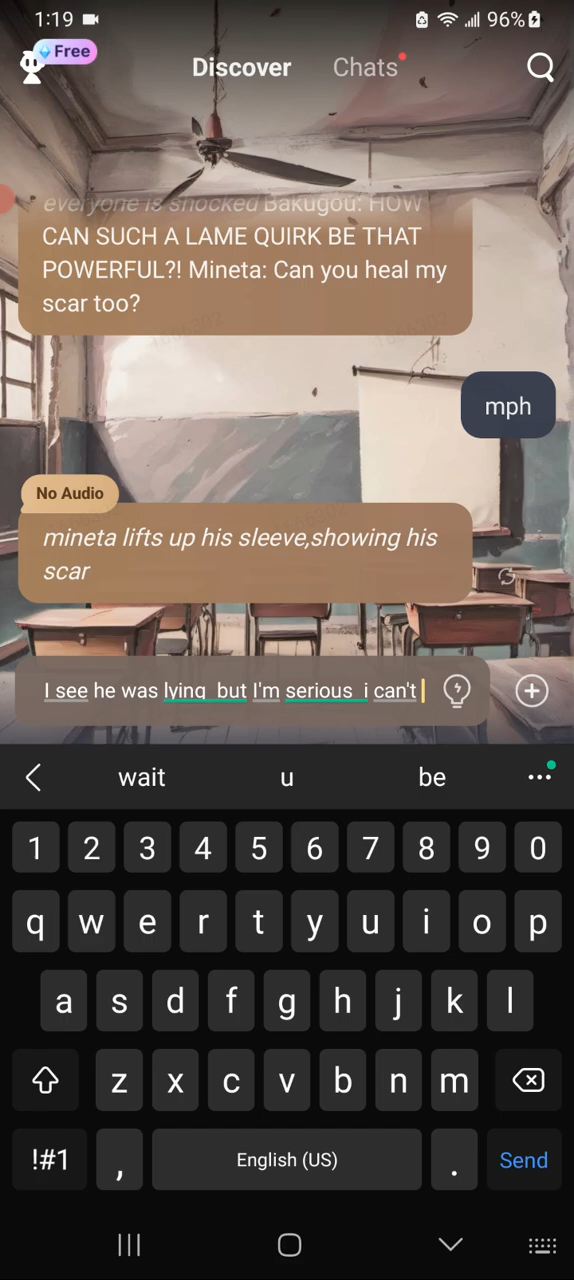 1:19
96%
Free
Discover
Chats
everyone is shocked Bakugou: HOW
CAN SUCH A LAME QUIRK BE THAT
POWERFUL?! Mineta: Can you heal my
scar too?
mph
No Audio
mineta lifts up his sleeve,showing his
scar
I see he was lying but I'm serious i can't
wait
u
be
1 2 3 4 5 6 7 8 9 0
q w e r t y u i o p
a s d f g h j k l
z x c v b n m
!#1
,
English (US)
.
Send